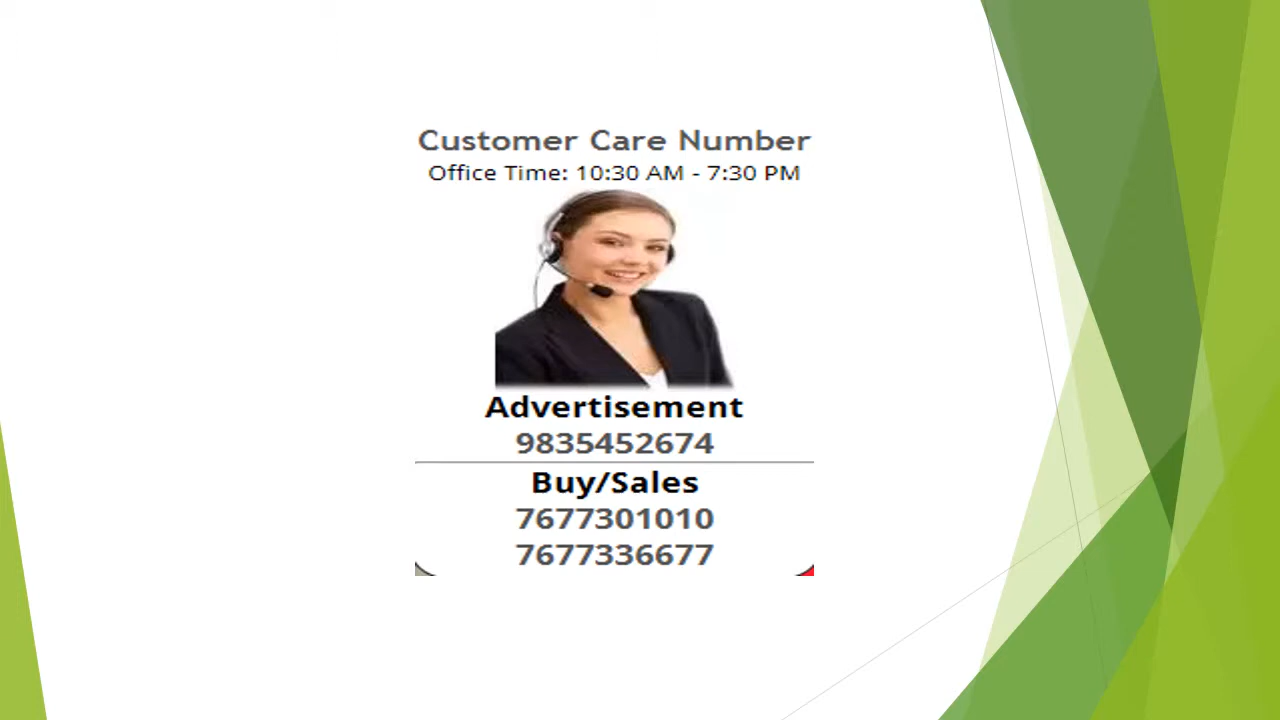 Customer Care Number
Office Time: 10:30 AM - 7:30 PM
Advertisement
9835452674
Buy/Sales
7677301010
7677336677